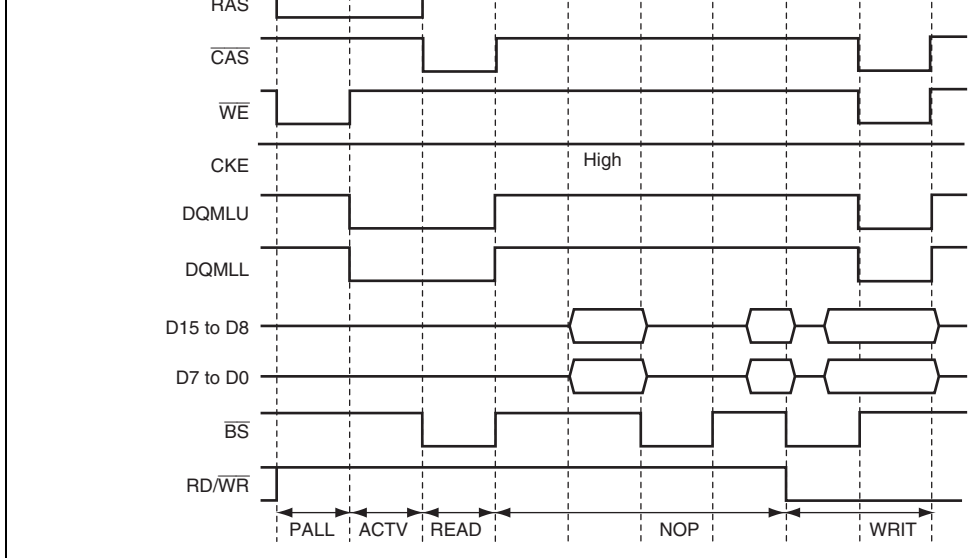 RAS
CAS
WE
CKE
High
DQMLU
DQMLL
D15 to D8
D7 to D0
BS
RD/WR
PALL ACTV READ NOP WRIT